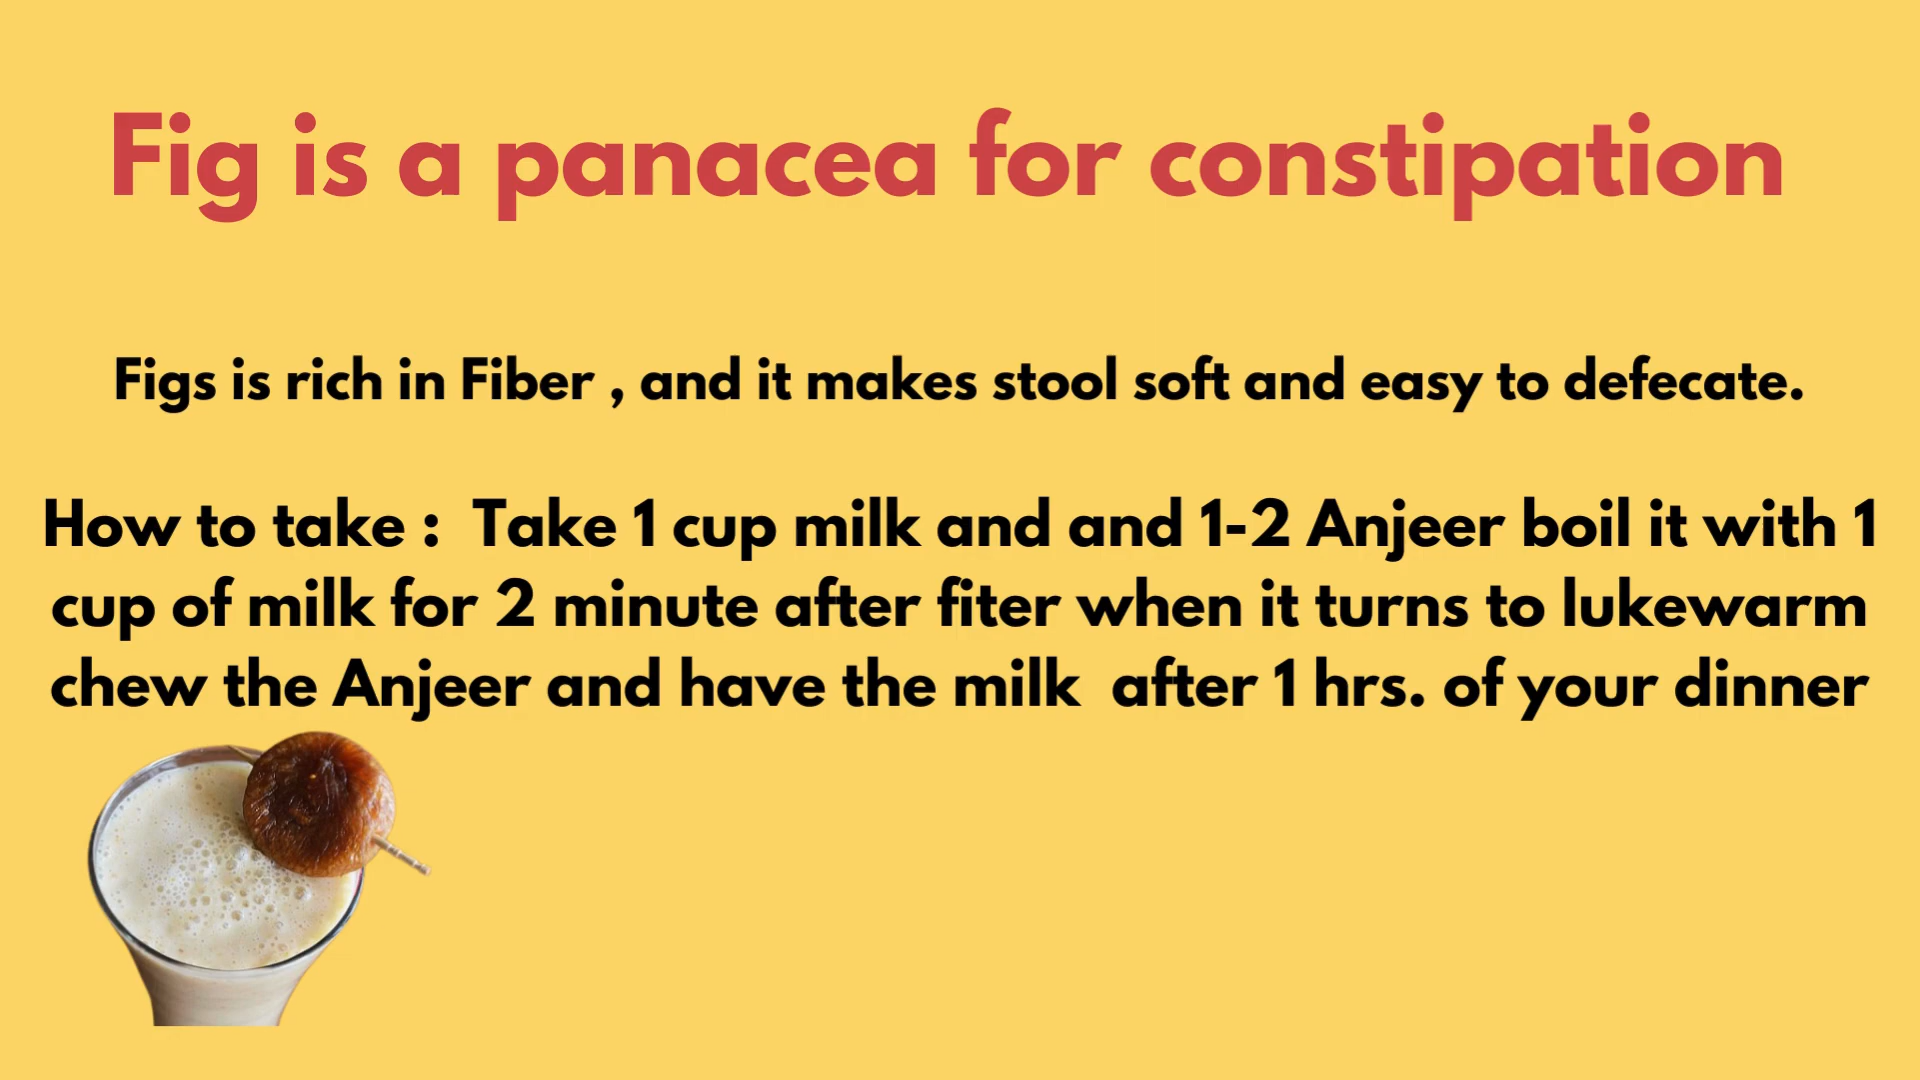 Fig is a panacea for constipation
Figs is rich in Fiber , and it makes stool soft and easy to defecate.
How to take :  Take 1 cup milk and and 1-2 Anjeer boil it with 1
cup of milk for 2 minute after fiter when it turns to lukewarm
chew the Anjeer and have the milk  after 1 hrs. of your dinner